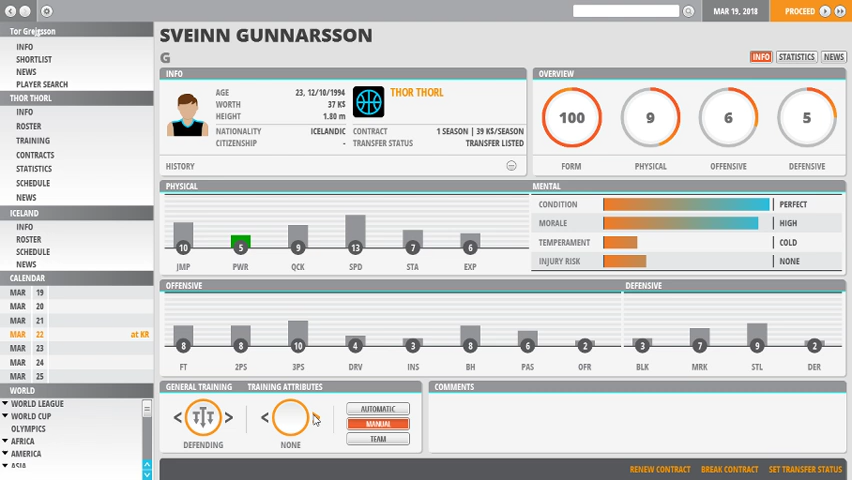 MAR 19, 2018
PROCEED
Tor Grejgsson
INFO
SHORTLIST
NEWS
PLAYER SEARCH
THOR THORL
INFO
ROSTER
TRAINING
CONTRACTS
STATISTICS
SCHEDULE
NEWS
ICELAND
INFO
ROSTER
SCHEDULE
NEWS
CALENDAR
MAR 19
MAR 20
MAR 21
MAR 22 at KR
MAR 23
MAR 24
MAR 25
WORLD
WORLD LEAGUE
WORLD CUP
OLYMPICS
AFRICA
AMERICA
ASIA
SVEINN GUNNARSSON
G
INFO STATISTICS NEWS
INFO
AGE 23, 12/10/1994
WORTH 37 K$
HEIGHT 1.80 m
NATIONALITY ICELANDIC
CITIZENSHIP -
THOR THORL
CONTRACT 1 SEASON | 39 K$/SEASON
TRANSFER STATUS TRANSFER LISTED
HISTORY
OVERVIEW
100 9 6 5
FORM PHYSICAL OFFENSIVE DEFENSIVE
PHYSICAL
10 5 9 13 7 6
JMP PWR QCK SPD STA EXP
MENTAL
CONDITION PERFECT
MORALE HIGH
TEMPERAMENT COLD
INJURY RISK NONE
OFFENSIVE
8 8 10 4 3 8 6 2
FT 2PS 3PS DRV INS BH PAS OFR
DEFENSIVE
3 7 9 2
BLK MRK STL DER
GENERAL TRAINING TRAINING ATTRIBUTES
< > <
DEFENDING NONE
AUTOMATIC
MANUAL
TEAM
COMMENTS
RENEW CONTRACT BREAK CONTRACT SET TRANSFER STATUS